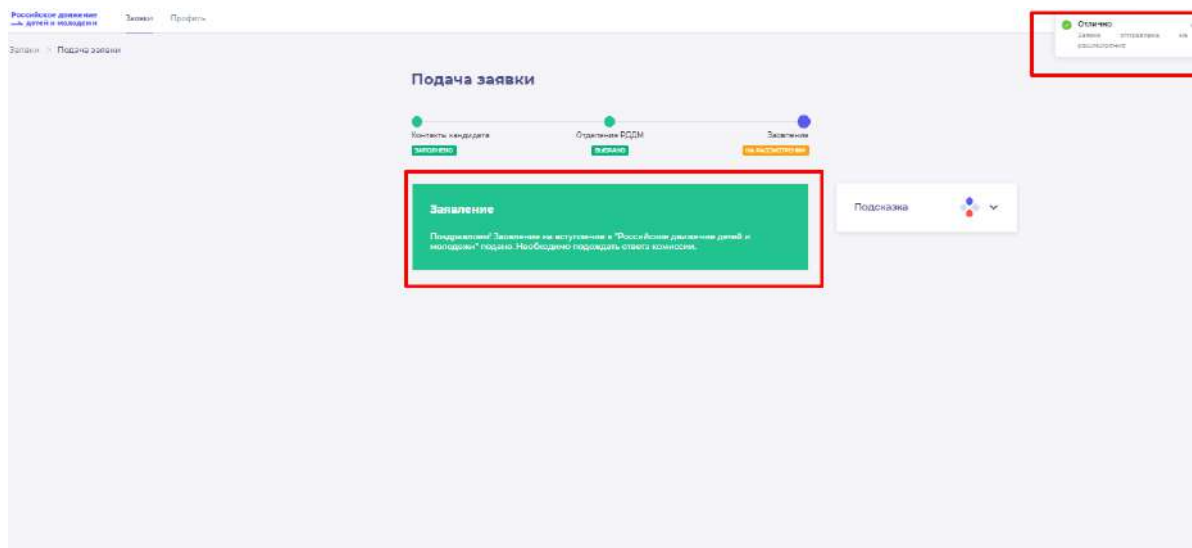 Российское движение
детей и молодежи
Заявки Профиль
Заявки > Подача заявки
Отлично
Заявка отправлена на
рассмотрение
Подача заявки
Контакты кандидата Отделение РДДМ Заявление
ЗАПОЛНЕНО ВЫБРАНО НА РАССМОТРЕНИИ
Заявление
Поздравляем! Заявление на вступление в "Российское движение детей и
молодежи" подано. Необходимо подождать ответа комиссии.
Подсказка